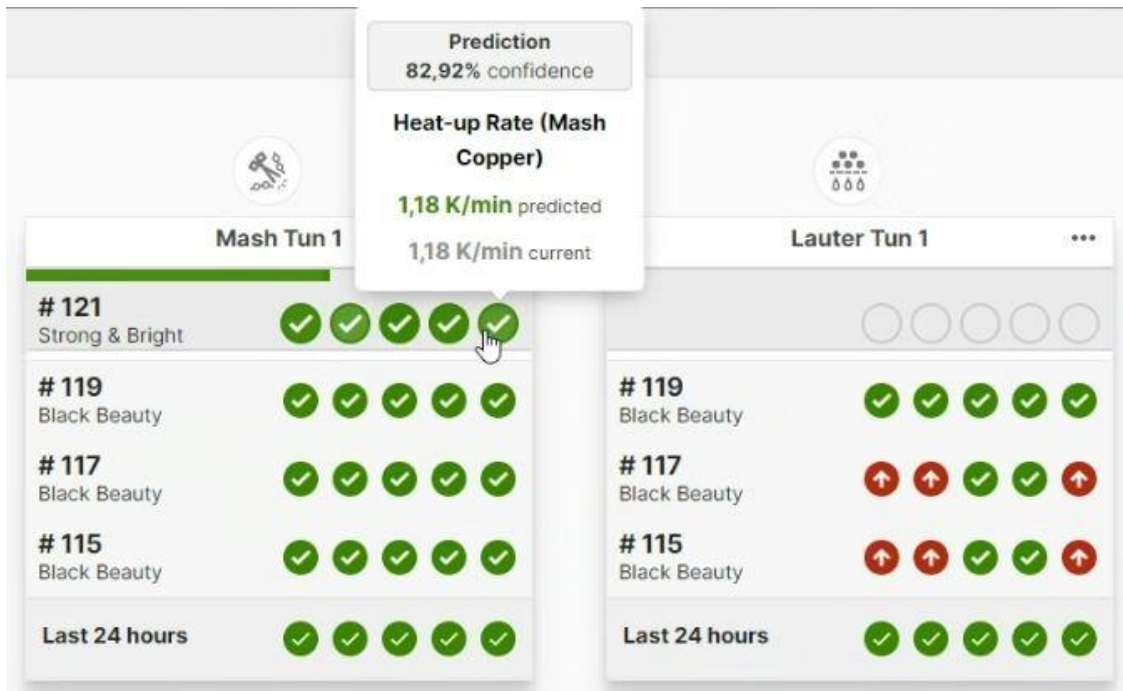 Prediction
82,92% confidence
Heat-up Rate (Mash
Copper)
1,18 K/min predicted
1,18 K/min current
Mash Tun 1
# 121
Strong & Bright
# 119
Black Beauty
# 117
Black Beauty
# 115
Black Beauty
Last 24 hours
Lauter Tun 1
# 119
Black Beauty
# 117
Black Beauty
# 115
Black Beauty
Last 24 hours